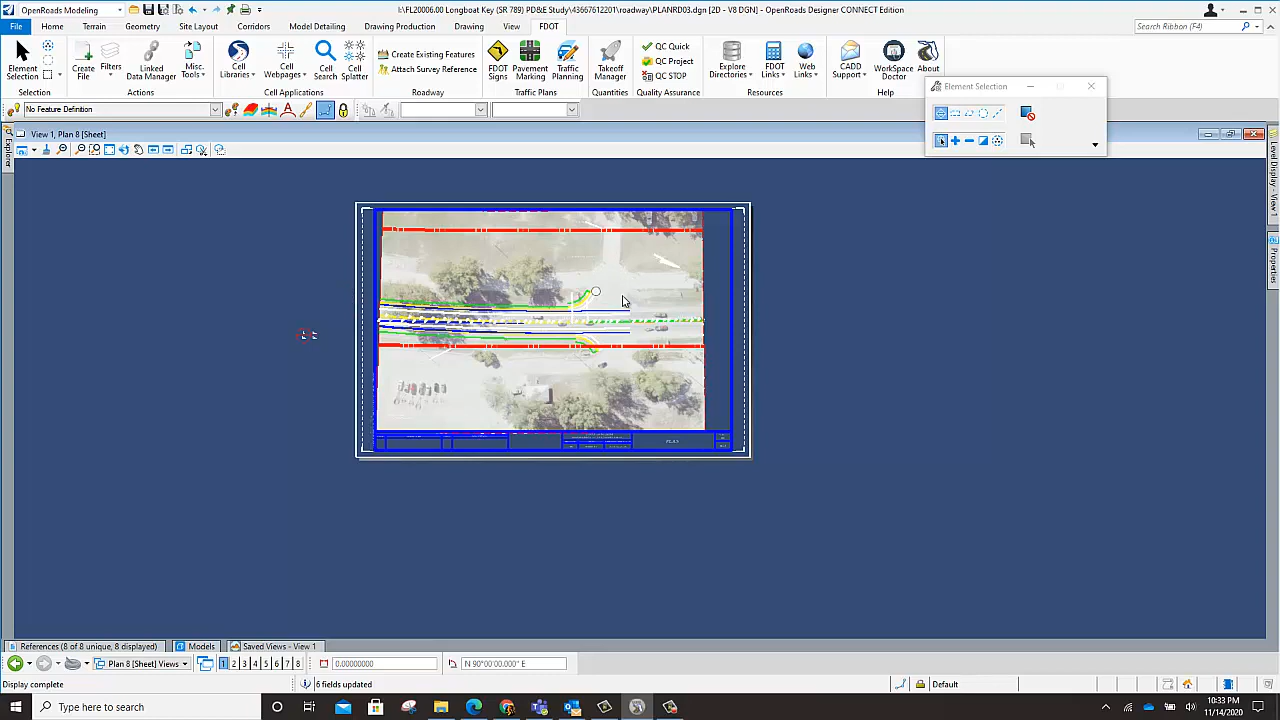 OpenRoads Modeling
I:\FL20006.00 Longboat Key (SR 789) PD&E Study\43667612201\roadway\PLANRD03.dgn [2D - V8 DGN] - OpenRoads Designer CONNECT Edition
File Home Terrain Geometry Site Layout Corridors Model Detailing Drawing Production Drawing View FDOT
Search Ribbon (F4)
Element Selection
Create File
Filters
Linked Data Manager
Misc. Tools
Cell Libraries
Cell Webpages
Cell Search
Cell Splatter
Create Existing Features
Attach Survey Reference
FDOT Signs
Pavement Marking
Traffic Planning
Takeoff Manager
QC Quick
QC Project
QC STOP
Explore Directories
FDOT Links
Web Links
CADD Support
WorkSpace Doctor
About
Selection Actions Cell Applications Roadway Traffic Plans Quantities Quality Assurance Resources Help
Element Selection
No Feature Definition
View 1, Plan 8 [Sheet]
Explorer
Level Display - View 1
Properties
PLAN
References (8 of 8 unique, 8 displayed) Models Saved Views - View 1
Plan 8 [Sheet] Views 1 2 3 4 5 6 7 8 0.00000000 N 90°00'00.000" E
Display complete 6 fields updated Default
Type here to search
10:33 PM
11/14/2020